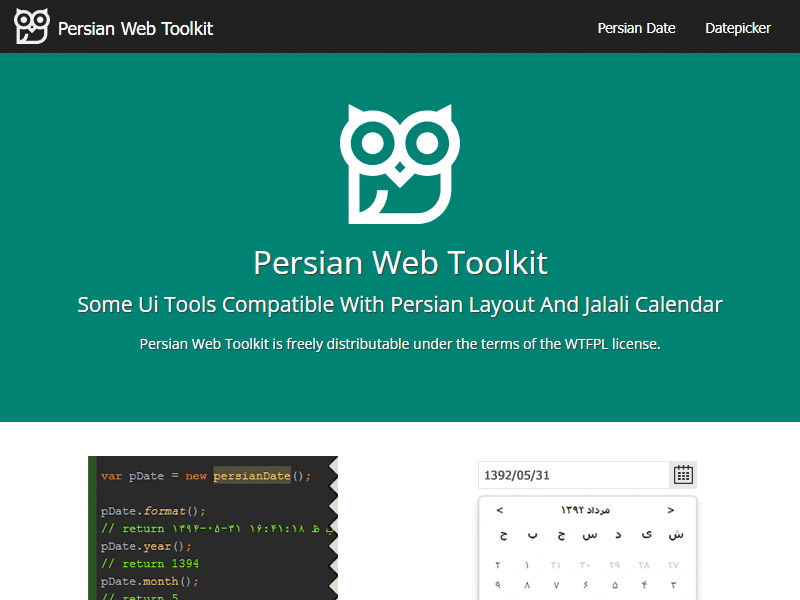 Persian Web Toolkit
Persian Date
Datepicker
Persian Web Toolkit
Some Ui Tools Compatible With Persian Layout And Jalali Calendar
Persian Web Toolkit is freely distributable under the terms of the WTFPL license.
var pDate = new persianDate();
pDate.format();
// return ۱۳۹۴-۰۵-۳۱ ۱۶:۴۱:۱۸ ب ظ
pDate.year();
// return 1394
pDate.month();
// return 5
1392/05/31
< مرداد ۱۳۹۲ >
ش ی د س چ پ ج
۲۷ ۲۸ ۲۹ ۳۰ ۳۱ ۱ ۲
۳ ۴ ۵ ۶ ۷ ۸ ۹